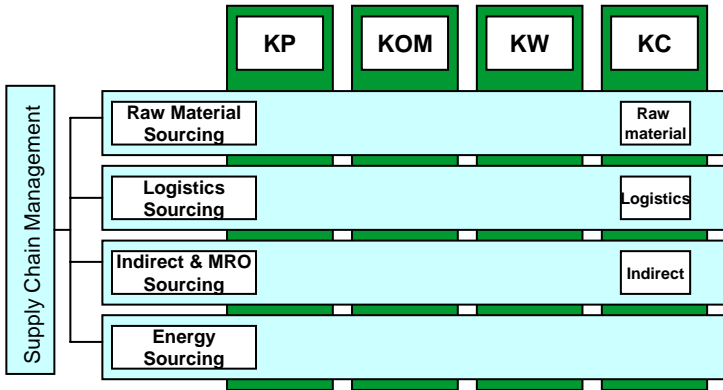 KP
KOM
KW
KC
Supply Chain Management
Raw Material
Sourcing
Raw
material
Logistics
Sourcing
Logistics
Indirect & MRO
Sourcing
Indirect
Energy
Sourcing